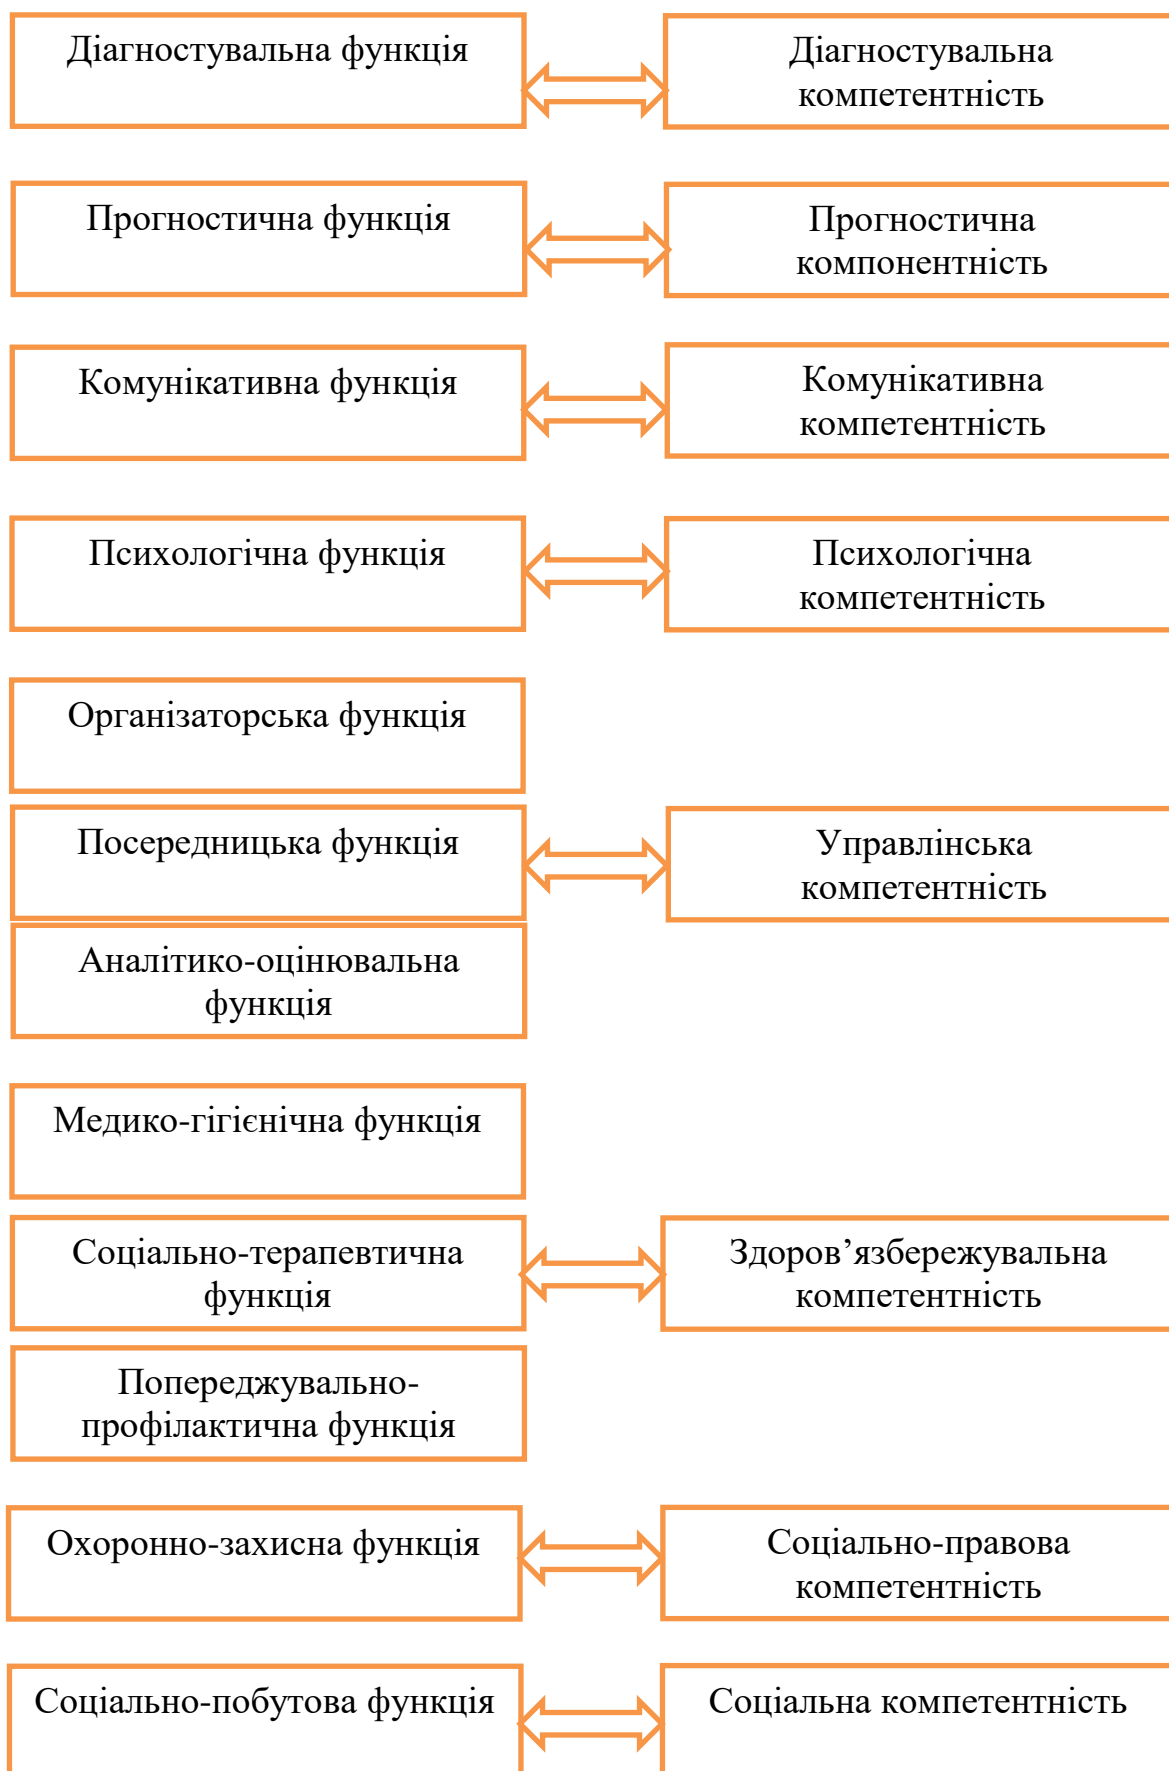 Діагностувальна функція
Діагностувальна
компетентність
Прогностична функція
Прогностична
компонентність
Комунікативна функція
Комунікативна
компетентність
Психологічна функція
Психологічна
компетентність
Організаторська функція
Посередницька функція
Управлінська
компетентність
Аналітико-оцінювальна
функція
Медико-гігієнічна функція
Соціально-терапевтична
функція
Здоров’язбережувальна
компетентність
Попереджувально-
профілактична функція
Охоронно-захисна функція
Соціально-правова
компетентність
Соціально-побутова функція
Соціальна компетентність